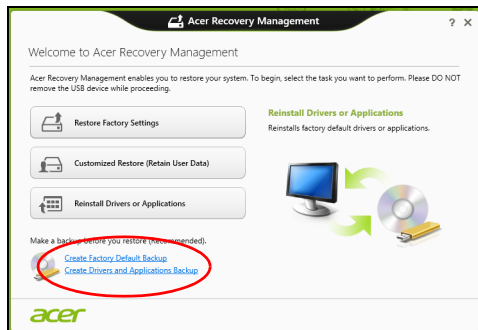 Acer Recovery Management
? ×
Welcome to Acer Recovery Management
Acer Recovery Management enables you to restore your system. To begin, select the task you want to perform. Please DO NOT
remove the USB device while proceeding.
Restore Factory Settings
Customized Restore (Retain User Data)
Reinstall Drivers or Applications
Reinstall Drivers or Applications
Reinstalls factory default drivers or applications.
Make a backup before you restore (Recommended).
Create Factory Default Backup
Create Drivers and Applications Backup
acer